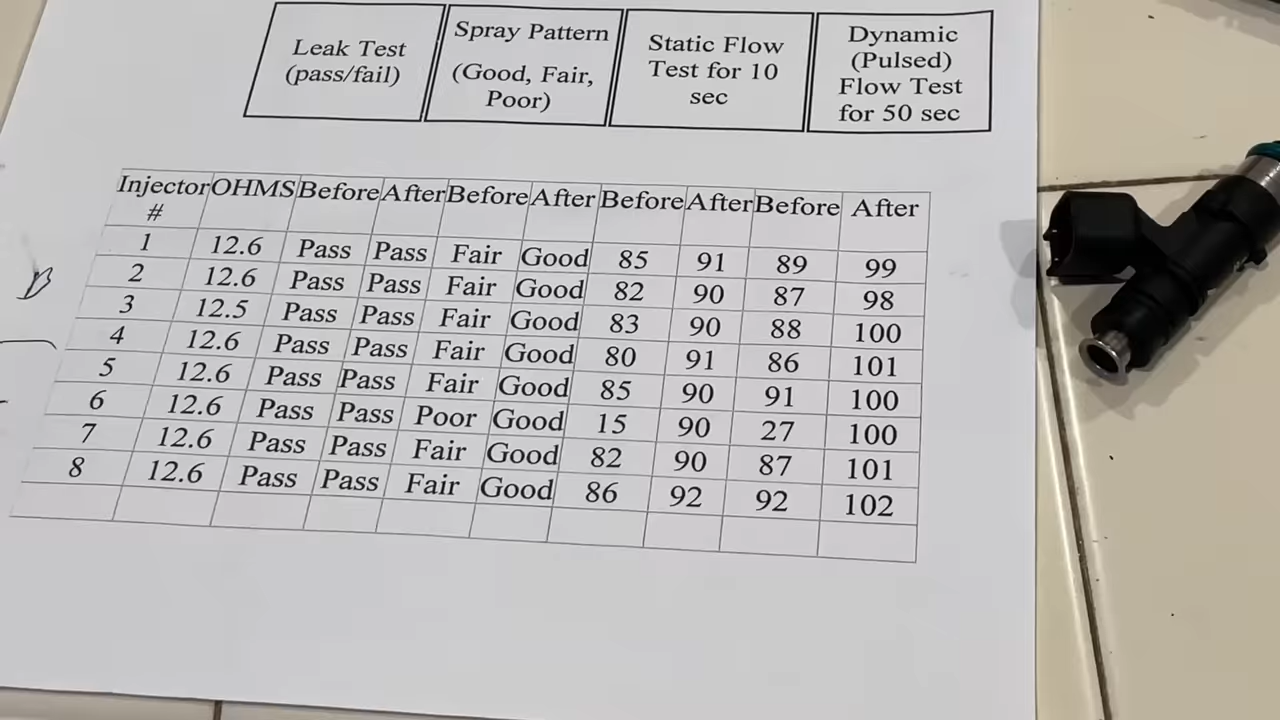 Leak Test (pass/fail)
Spray Pattern (Good, Fair, Poor)
Static Flow Test for 10 sec
Dynamic (Pulsed) Flow Test for 50 sec
Injector # OHMS Before After Before After Before After Before After
1 12.6 Pass Pass Fair Good 85 91 89 99
2 12.6 Pass Pass Fair Good 82 90 87 98
3 12.5 Pass Pass Fair Good 83 90 88 100
4 12.6 Pass Pass Fair Good 80 91 86 101
5 12.6 Pass Pass Fair Good 85 90 91 100
6 12.6 Pass Pass Poor Good 15 90 27 100
7 12.6 Pass Pass Fair Good 82 90 87 101
8 12.6 Pass Pass Fair Good 86 92 92 102